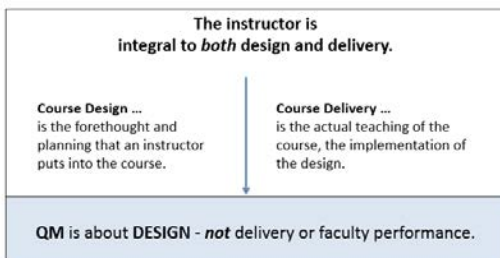 The instructor is
integral to both design and delivery.
Course Design ...
is the forethought and
planning that an instructor
puts into the course.
Course Delivery ...
is the actual teaching of the
course, the implementation of
the design.
QM is about DESIGN - not delivery or faculty performance.